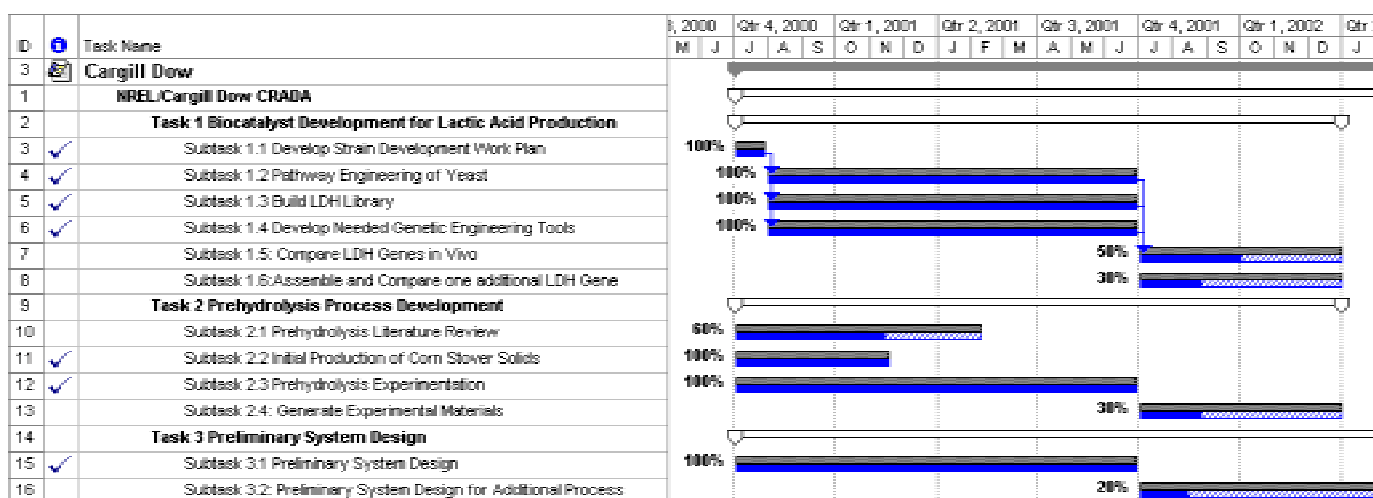 3, 2000 Qtr 4, 2000 Qtr 1, 2001 Qtr 2, 2001 Qtr 3, 2001 Qtr 4, 2001 Qtr 1, 2002 Qtr
ID Task Name M J J A S O N D J F M A M J J A S O N D J
3 Cargill Dow
1 NREL/Cargill Dow CRADA
2 Task 1 Biocatalyst Development for Lactic Acid Production
3 Subtask 1.1 Develop Strain Development Work Plan 100%
4 Subtask 1.2 Pathway Engineering of Yeast 100%
5 Subtask 1.3 Build LDH Library 100%
6 Subtask 1.4 Develop Needed Genetic Engineering Tools 100%
7 Subtask 1.5: Compare LDH Genes in Vivo 50%
8 Subtask 1.6:Assemble and Compare one additional LDH Gene 30%
9 Task 2 Prehydrolysis Process Development
10 Subtask 2.1 Prehydrolysis Literature Review 60%
11 Subtask 2.2 Initial Production of Corn Stover Solids 100%
12 Subtask 2.3 Prehydrolysis Experimentation 100%
13 Subtask 2.4: Generate Experimental Materials 30%
14 Task 3 Preliminary System Design
15 Subtask 3.1 Preliminary System Design 100%
16 Subtask 3.2: Preliminary System Design for Additional Process 20%